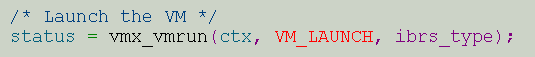 /* Launch the VM */
status = vmx_vmrun(ctx, VM_LAUNCH, ibrs_type);